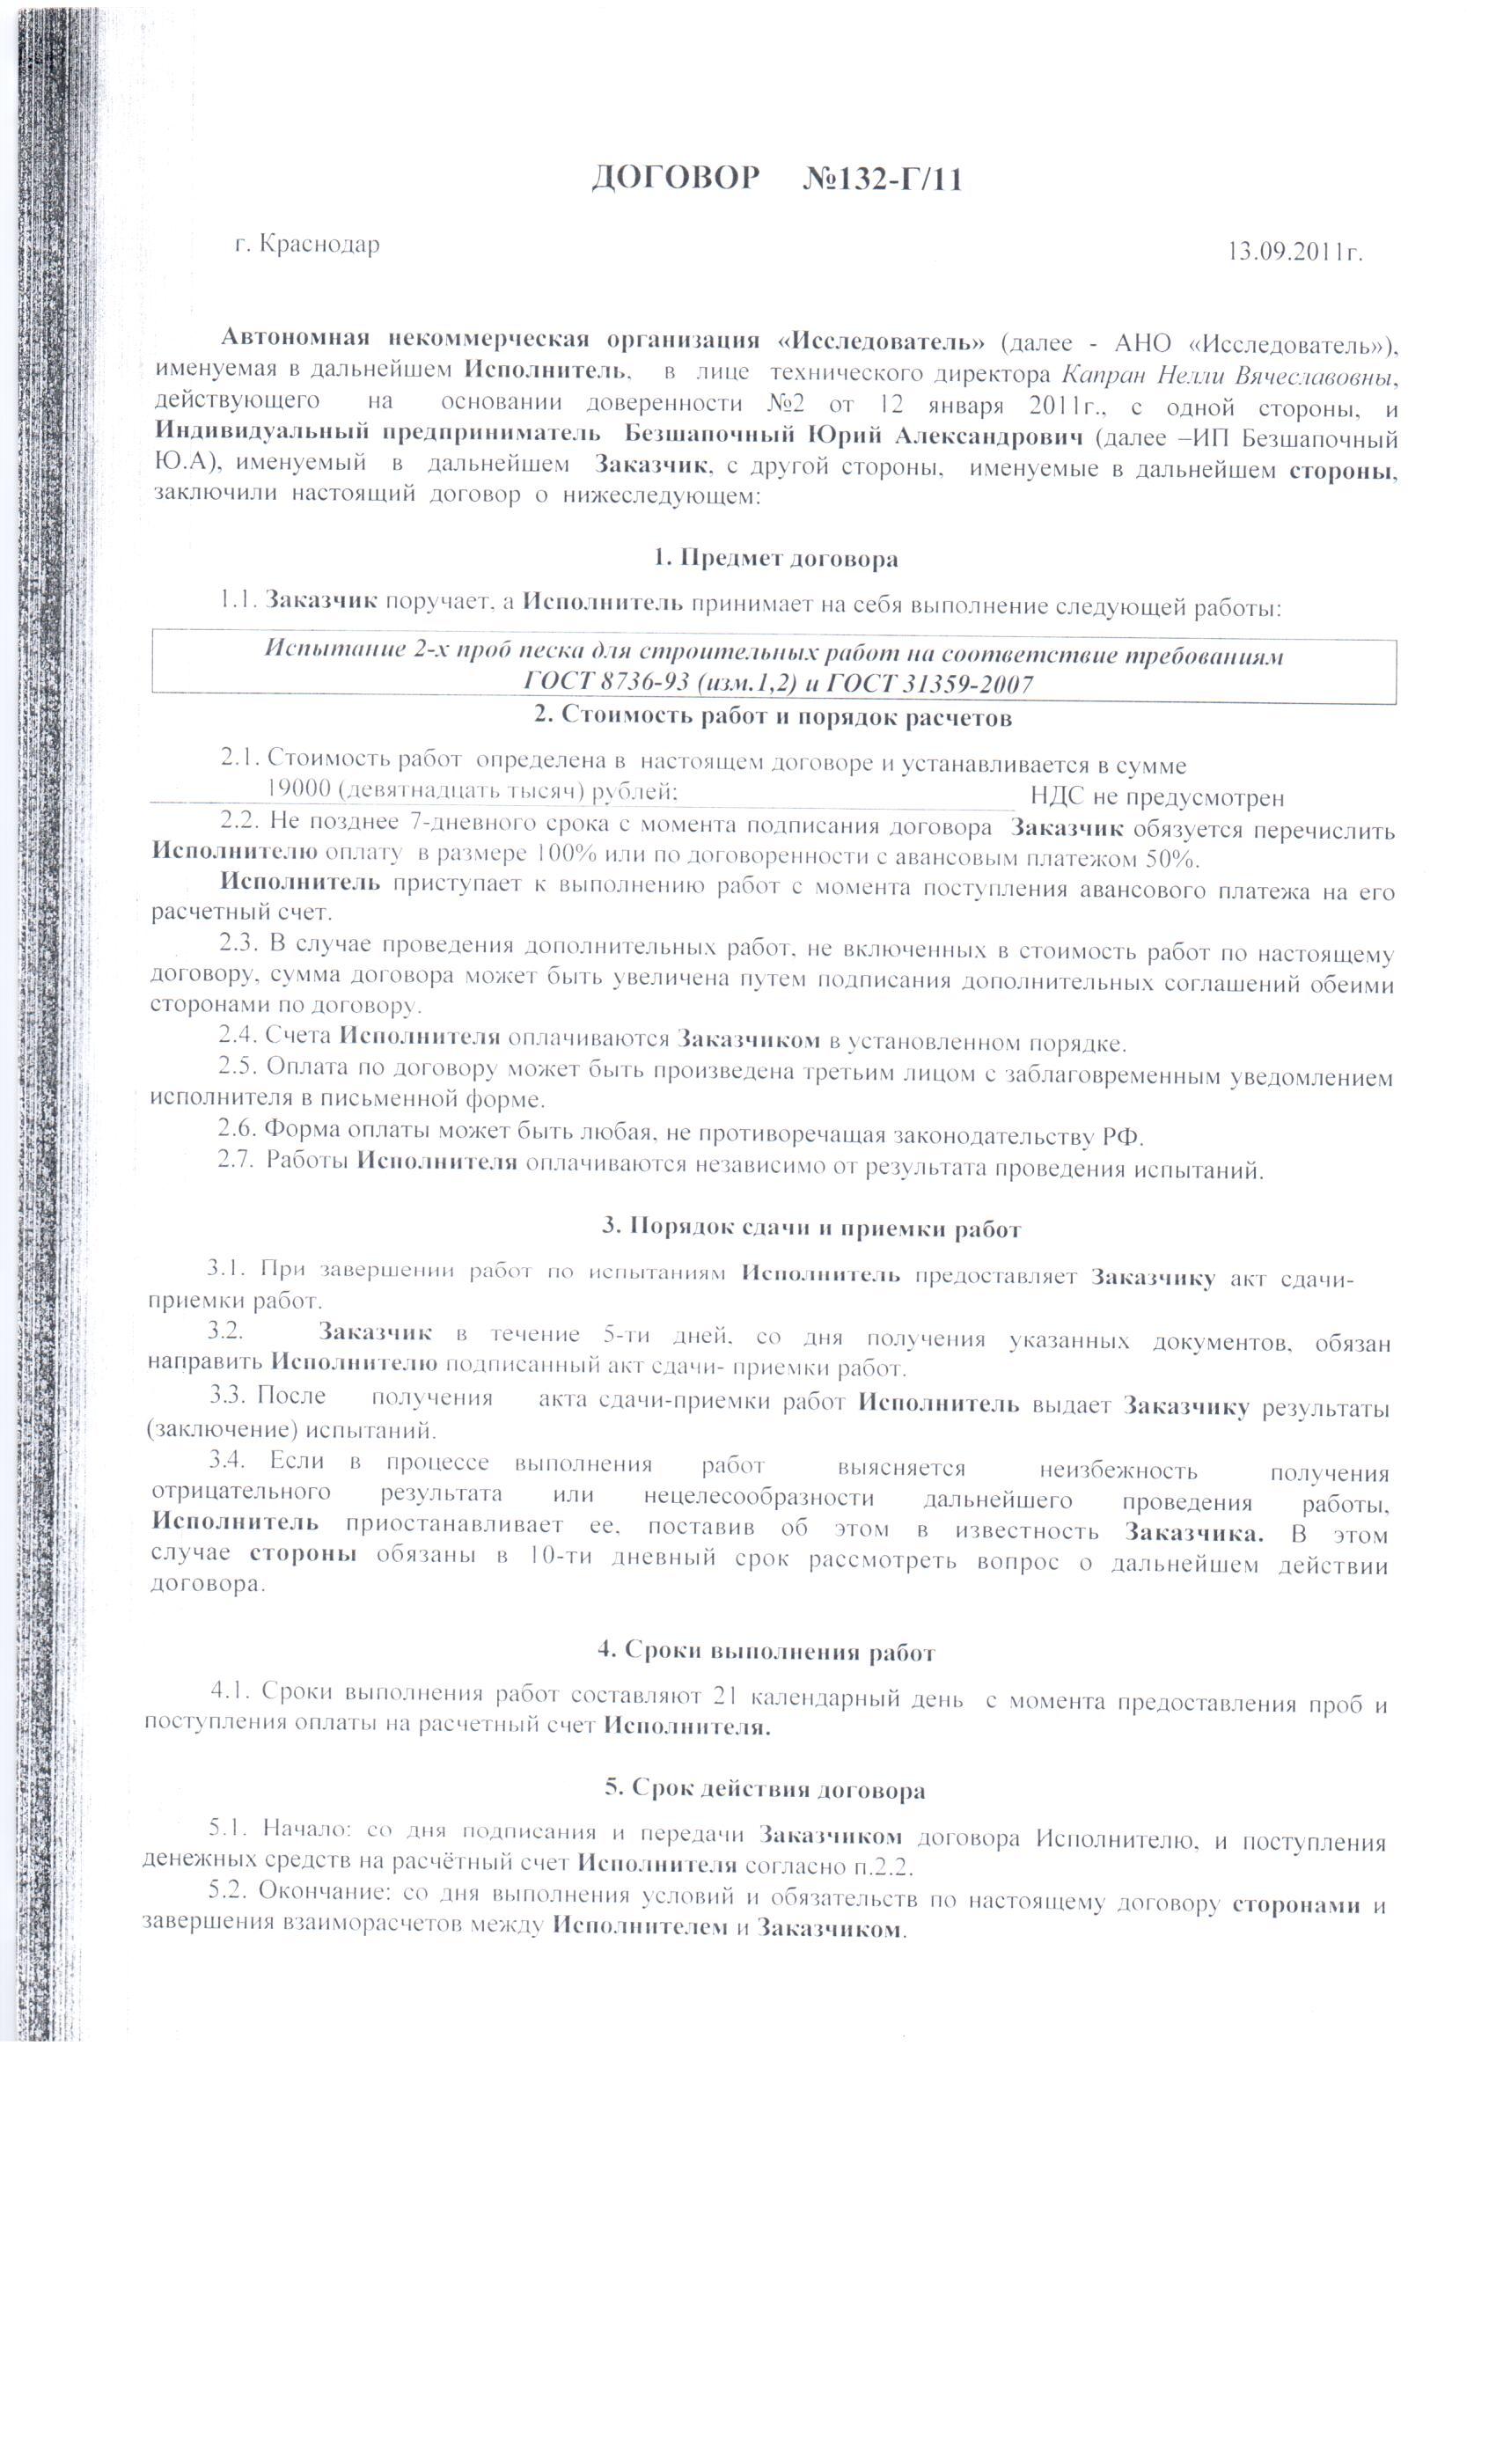 ДОГОВОР №132-Г/11
г. Краснодар 13.09.2011г.
Автономная некоммерческая организация «Исследователь» (далее - АНО «Исследователь»),
именуемая в дальнейшем Исполнитель, в лице технического директора Капран Нелли Вячеславовны,
действующего на основании доверенности №2 от 12 января 2011г., с одной стороны, и
Индивидуальный предприниматель Безшапочный Юрий Александрович (далее –ИП Безшапочный
Ю.А), именуемый в дальнейшем Заказчик, с другой стороны, именуемые в дальнейшем стороны,
заключили настоящий договор о нижеследующем:
1. Предмет договора
1.1. Заказчик поручает, а Исполнитель принимает на себя выполнение следующей работы:
Испытание 2-х проб песка для строительных работ на соответствие требованиям
ГОСТ 8736-93 (изм.1,2) и ГОСТ 31359-2007
2. Стоимость работ и порядок расчетов
2.1. Стоимость работ определена в настоящем договоре и устанавливается в сумме
19000 (девятнадцать тысяч) рублей; НДС не предусмотрен
2.2. Не позднее 7-дневного срока с момента подписания договора Заказчик обязуется перечислить
Исполнителю оплату в размере 100% или по договоренности с авансовым платежом 50%.
Исполнитель приступает к выполнению работ с момента поступления авансового платежа на его
расчетный счет.
2.3. В случае проведения дополнительных работ, не включенных в стоимость работ по настоящему
договору, сумма договора может быть увеличена путем подписания дополнительных соглашений обеими
сторонами по договору.
2.4. Счета Исполнителя оплачиваются Заказчиком в установленном порядке.
2.5. Оплата по договору может быть произведена третьим лицом с заблаговременным уведомлением
исполнителя в письменной форме.
2.6. Форма оплаты может быть любая, не противоречащая законодательству РФ.
2.7. Работы Исполнителя оплачиваются независимо от результата проведения испытаний.
3. Порядок сдачи и приемки работ
3.1. При завершении работ по испытаниям Исполнитель предоставляет Заказчику акт сдачи-
приемки работ.
3.2. Заказчик в течение 5-ти дней, со дня получения указанных документов, обязан
направить Исполнителю подписанный акт сдачи- приемки работ.
3.3. После получения акта сдачи-приемки работ Исполнитель выдает Заказчику результаты
(заключение) испытаний.
3.4. Если в процессе выполнения работ выясняется неизбежность получения
отрицательного результата или нецелесообразности дальнейшего проведения работы,
Исполнитель приостанавливает ее, поставив об этом в известность Заказчика. В этом
случае стороны обязаны в 10-ти дневный срок рассмотреть вопрос о дальнейшем действии
договора.
4. Сроки выполнения работ
4.1. Сроки выполнения работ составляют 21 календарный день с момента предоставления проб и
поступления оплаты на расчетный счет Исполнителя.
5. Срок действия договора
5.1. Начало: со дня подписания и передачи Заказчиком договора Исполнителю, и поступления
денежных средств на расчётный счет Исполнителя согласно п.2.2.
5.2. Окончание: со дня выполнения условий и обязательств по настоящему договору сторонами и
завершения взаиморасчетов между Исполнителем и Заказчиком.